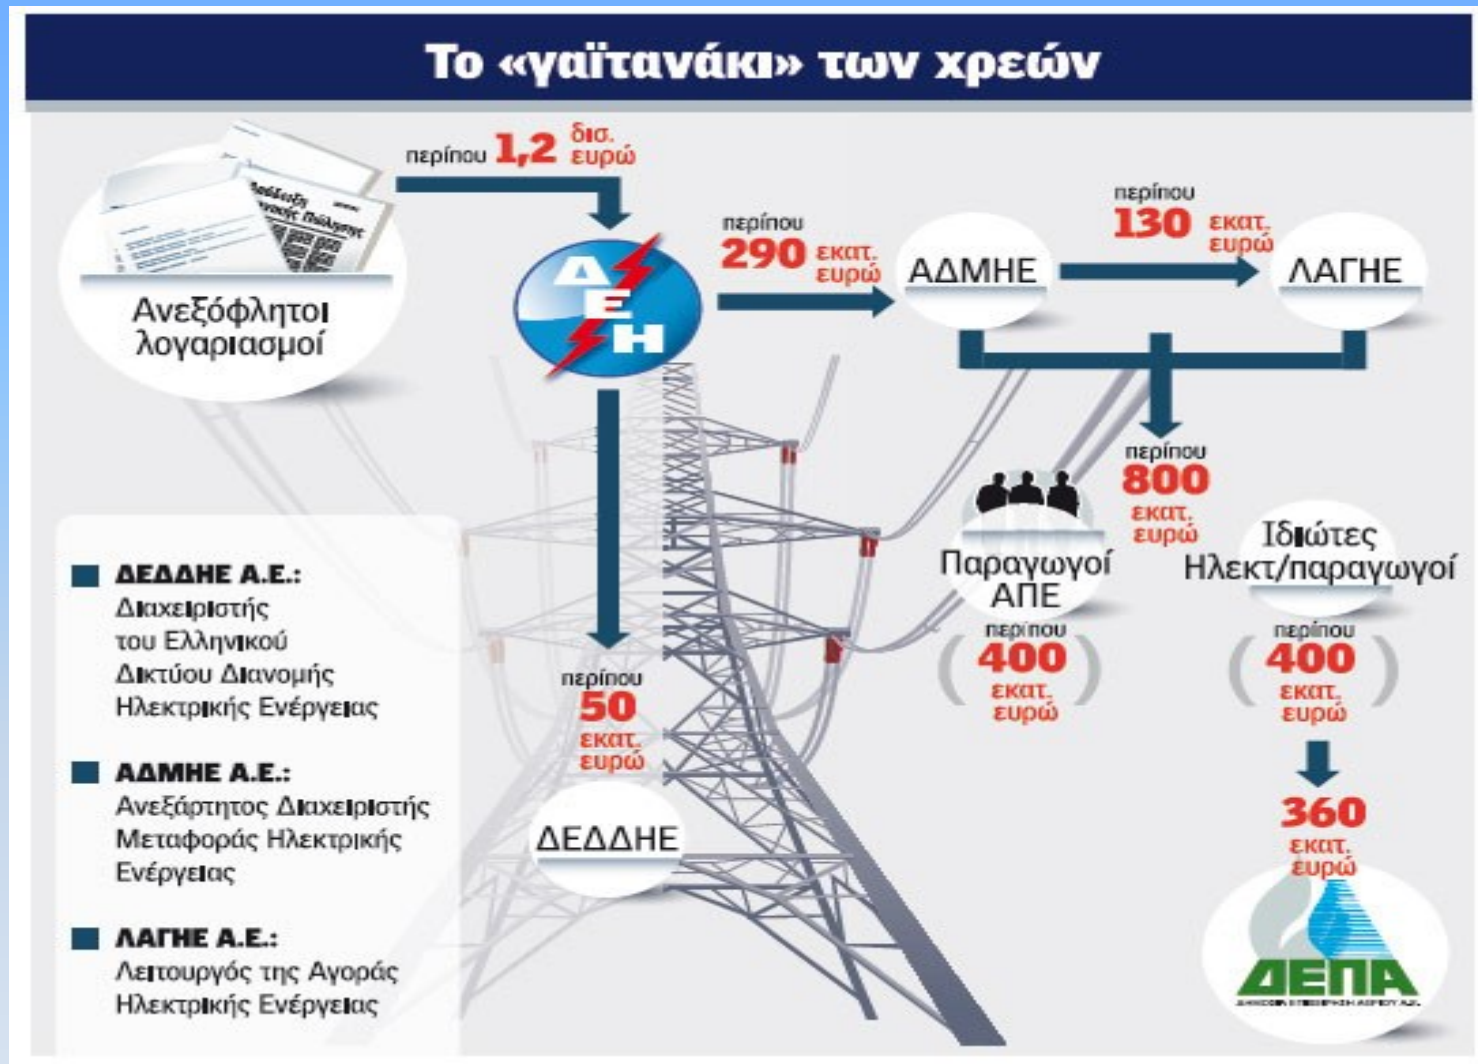 Το «γαϊτανάκι» των χρεών
περίπου 1,2 δισ. ευρώ
Ανεξόφλητοι
λογαριασμοί
ΔΕΗ
περίπου
290 εκατ. ευρώ
ΑΔΜΗΕ
περίπου
130 εκατ. ευρώ
ΛΑΓΗΕ
περίπου
800
εκατ.
ευρώ
Παραγωγοί
ΑΠΕ
περίπου
400
εκατ.
ευρώ
Ιδιώτες
Ηλεκτ/παραγωγοί
περίπου
400
εκατ.
ευρώ
360
εκατ.
ευρώ
ΔΕΠΑ
ΔΗΜΟΣΙΑ ΕΠΙΧΕΙΡΗΣΗ ΑΕΡΙΟΥ Α.Ε.
περίπου
50
εκατ.
ευρώ
ΔΕΔΔΗΕ
ΔΕΔΔΗΕ Α.Ε.:
Διαχειριστής
του Ελληνικού
Δικτύου Διανομής
Ηλεκτρικής Ενέργειας
ΑΔΜΗΕ Α.Ε.:
Ανεξάρτητος Διαχειριστής
Μεταφοράς Ηλεκτρικής
Ενέργειας
ΛΑΓΗΕ Α.Ε.:
Λειτουργός της Αγοράς
Ηλεκτρικής Ενέργειας